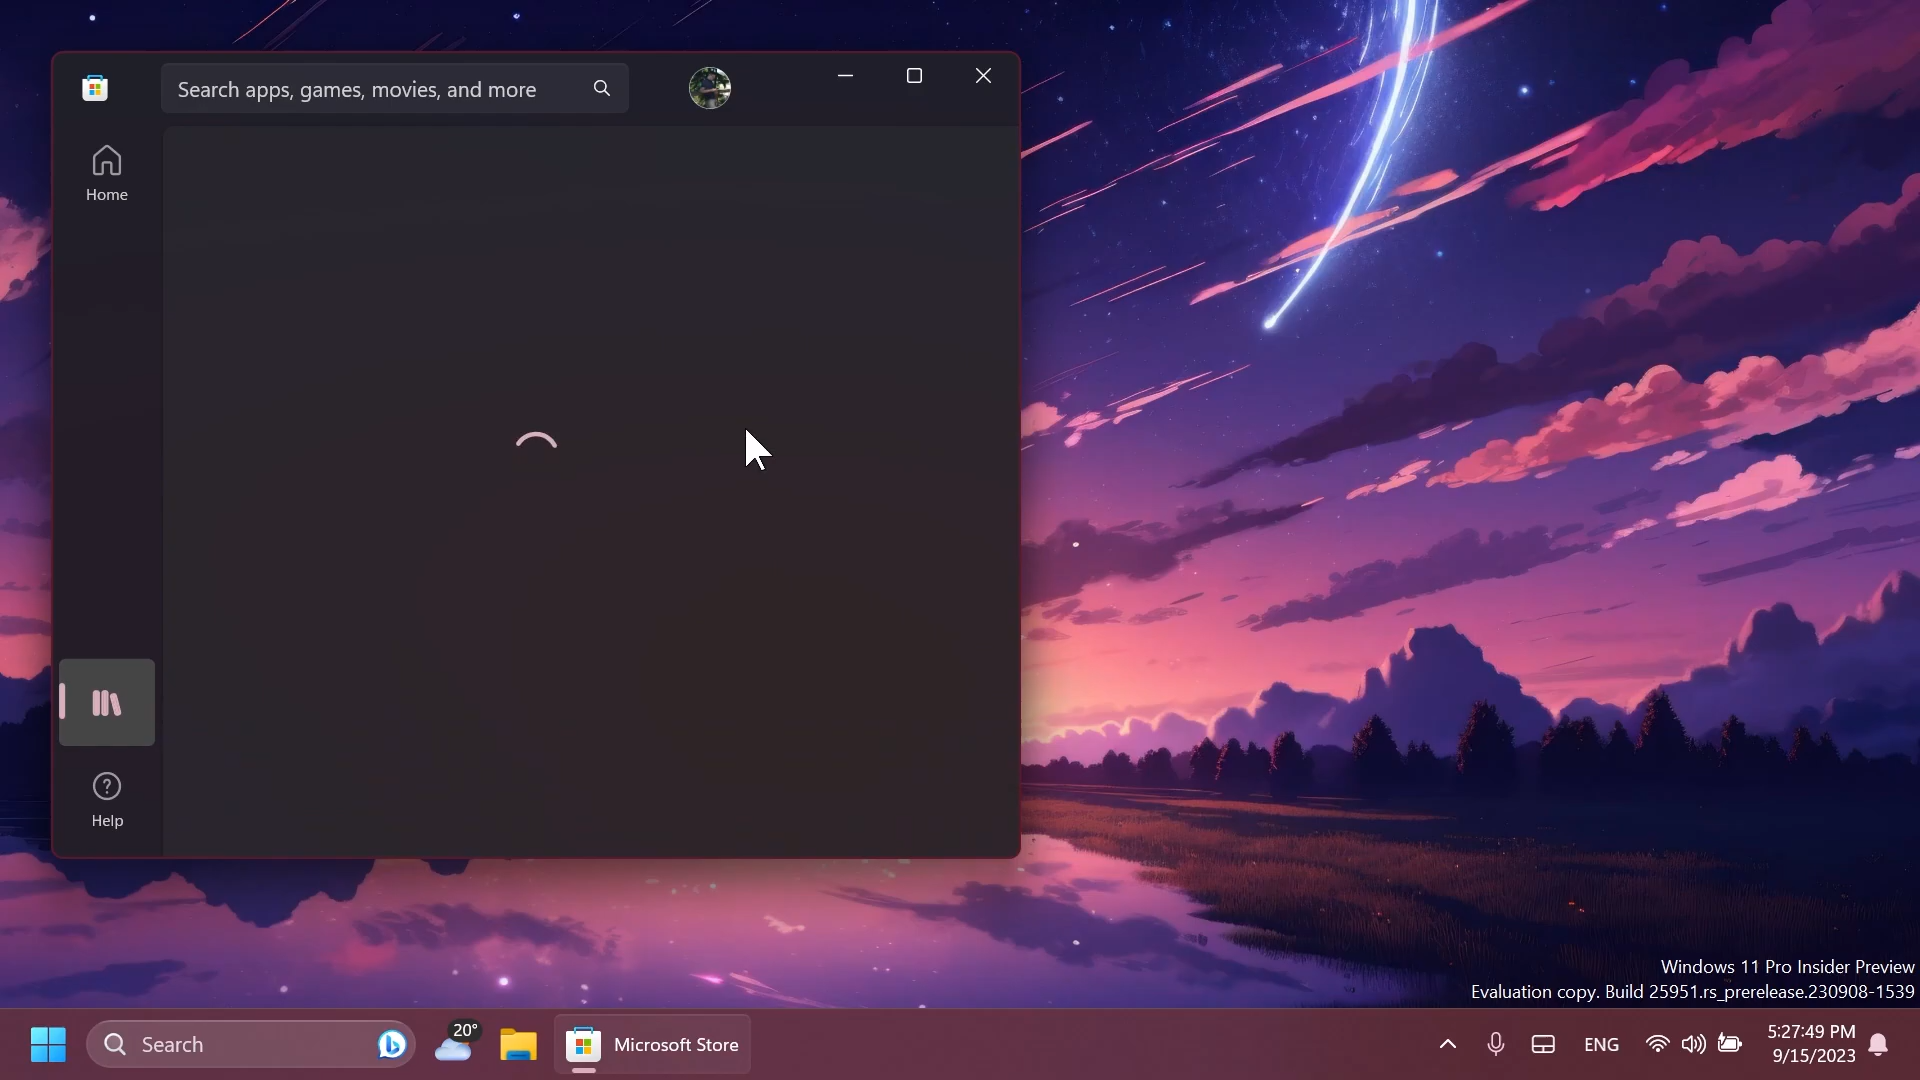 Search apps, games, movies, and more
Home
Help
Windows 11 Pro Insider Preview
Evaluation copy. Build 25951.rs_prerelease.230908-1539
Search
20°
Microsoft Store
ENG
5:27:49 PM
9/15/2023